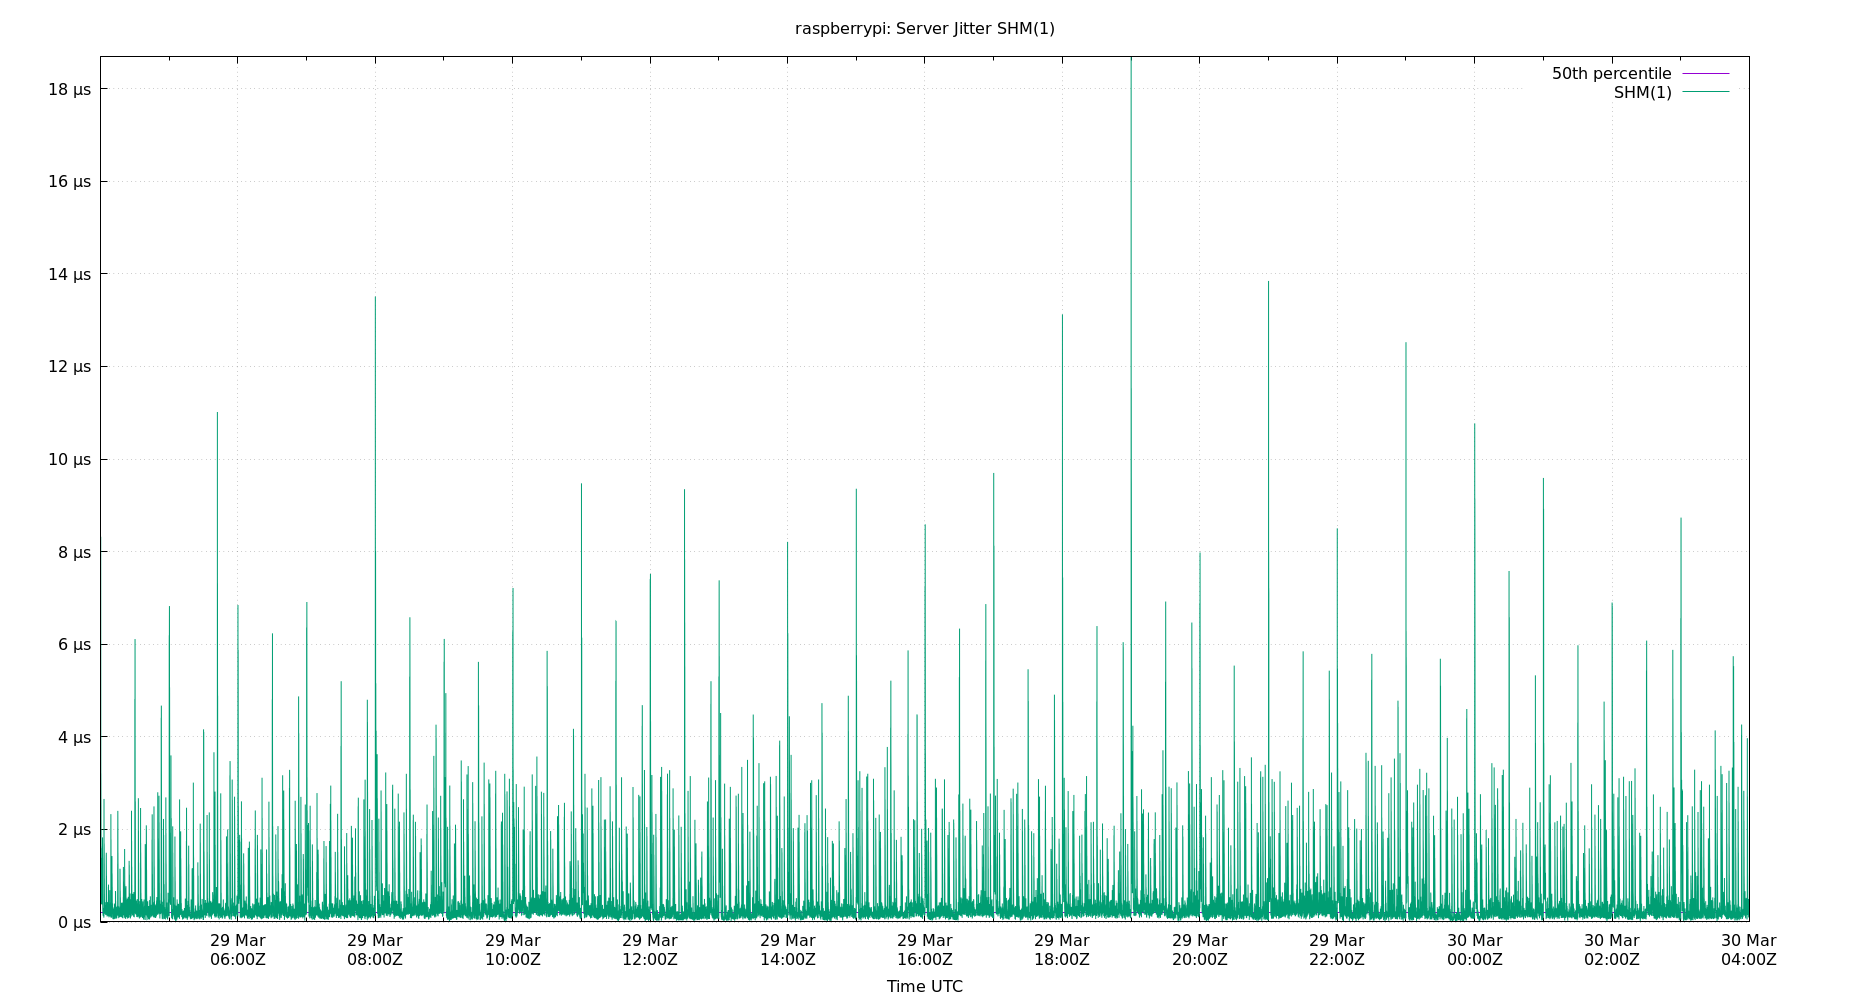 raspberrypi: Server Jitter SHM(1)
50th percentile
SHM(1)
18 µs
16 µs
14 µs
12 µs
10 µs
8 µs
6 µs
4 µs
2 µs
0 µs
29 Mar 29 Mar 29 Mar 29 Mar 29 Mar 29 Mar 29 Mar 29 Mar 29 Mar 30 Mar 30 Mar 30 Mar
06:00Z 08:00Z 10:00Z 12:00Z 14:00Z 16:00Z 18:00Z 20:00Z 22:00Z 00:00Z 02:00Z 04:00Z
Time UTC